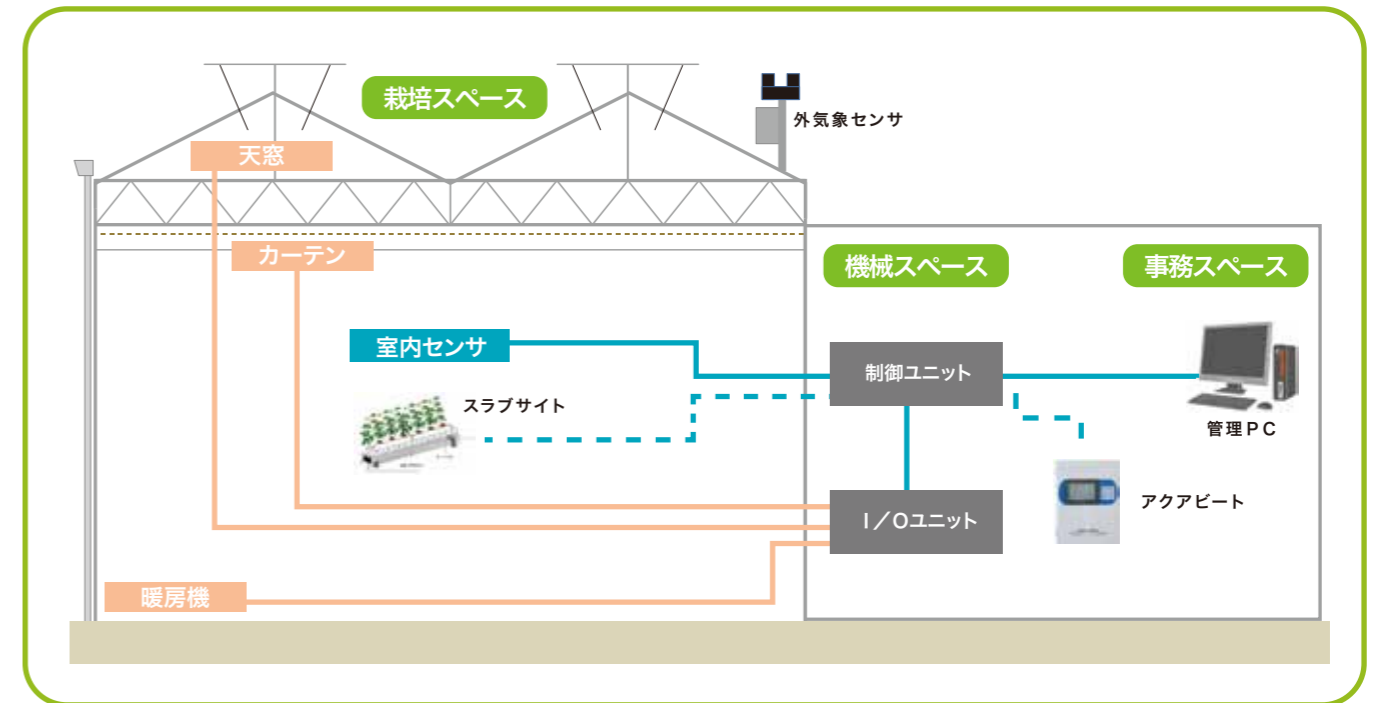 栽培スペース
外気象センサ
天窓
カーテン
機械スペース
事務スペース
室内センサ
制御ユニット
スラブサイト
管理PC
アクアビート
I／Oユニット
暖房機